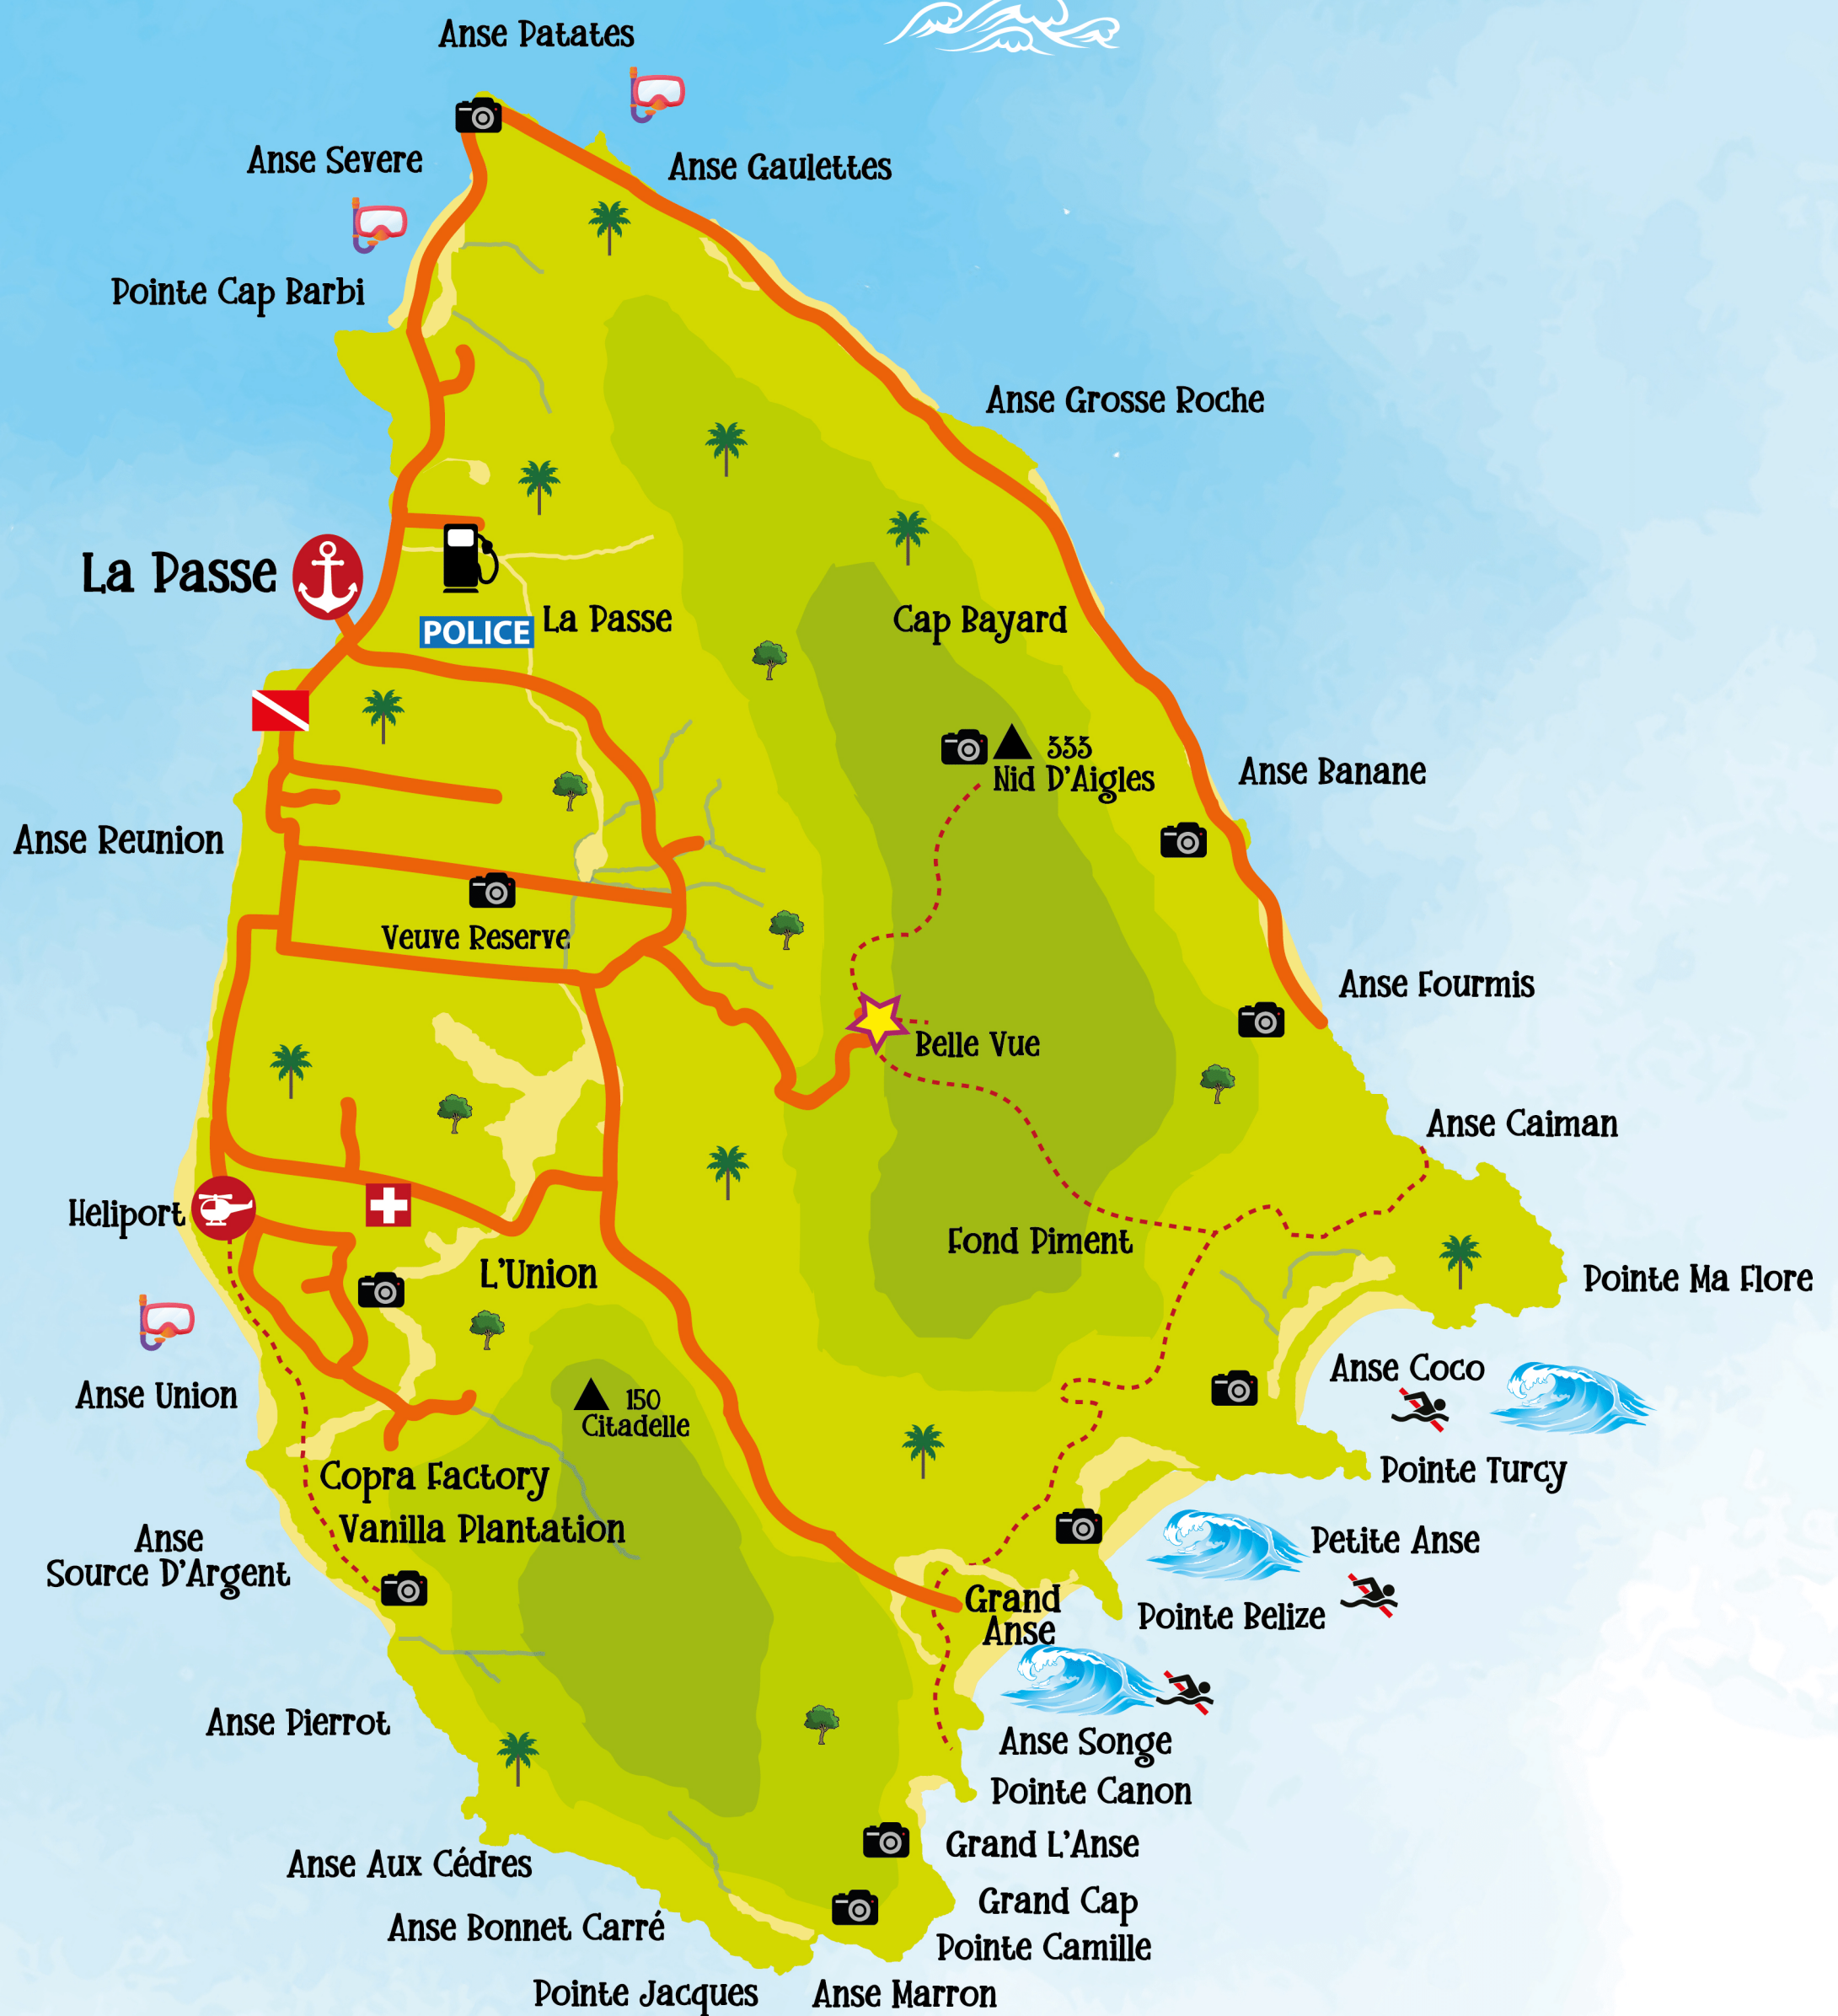 Anse Patates
Anse Severe
Anse Gaulettes
Pointe Cap Barbi
Anse Grosse Roche
La Passe
POLICE
La Passe
Cap Bayard
333
Nid D'Aigles
Anse Banane
Anse Reunion
Veuve Reserve
Anse Fourmis
Belle Vue
Anse Caiman
Heliport
Fond Piment
L'Union
Pointe Ma Flore
Anse Union
150
Citadelle
Anse Coco
Copra Factory
Pointe Turcy
Vanilla Plantation
Anse
Source D'Argent
Petite Anse
Grand
Anse
Pointe Belize
Anse Pierrot
Anse Songe
Pointe Canon
Grand L'Anse
Anse Aux Cédres
Grand Cap
Anse Bonnet Carré
Pointe Camille
Pointe Jacques
Anse Marron